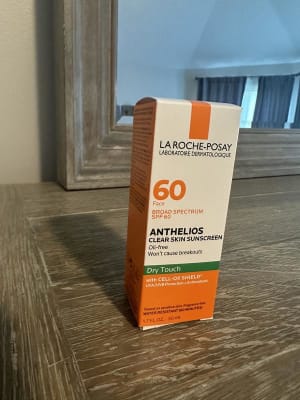 LA ROCHE-POSAY
LABORATOIRE DERMATOLOGIQUE
60
Face
BROAD SPECTRUM
SPF 60
ANTHELIOS
CLEAR SKIN SUNSCREEN
Oil-free
Won't cause breakouts
Dry Touch
with CELL-OX SHIELD®
WATER RESISTANT (80 MINUTES)
1.7 FL. OZ. 50 mL